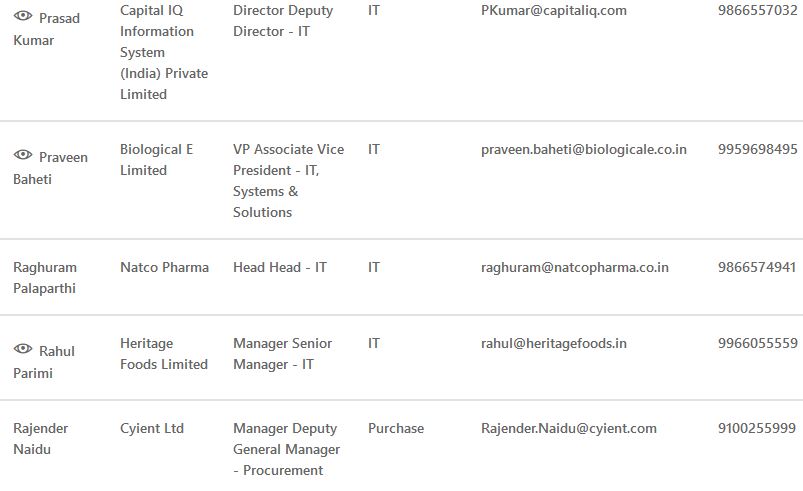 Prasad Kumar Capital IQ Information System (India) Private Limited Director Deputy Director - IT IT PKumar@capitaliq.com 9866557032
Praveen Baheti Biological E Limited VP Associate Vice President - IT, Systems & Solutions IT praveen.baheti@biologicale.co.in 9959698495
Raghuram Palaparthi Natco Pharma Head Head - IT IT raghuram@natcopharma.co.in 9866574941
Rahul Parimi Heritage Foods Limited Manager Senior Manager - IT IT rahul@heritagefoods.in 9966055559
Rajender Naidu Cyient Ltd Manager Deputy General Manager - Procurement Purchase Rajender.Naidu@cyient.com 9100255999